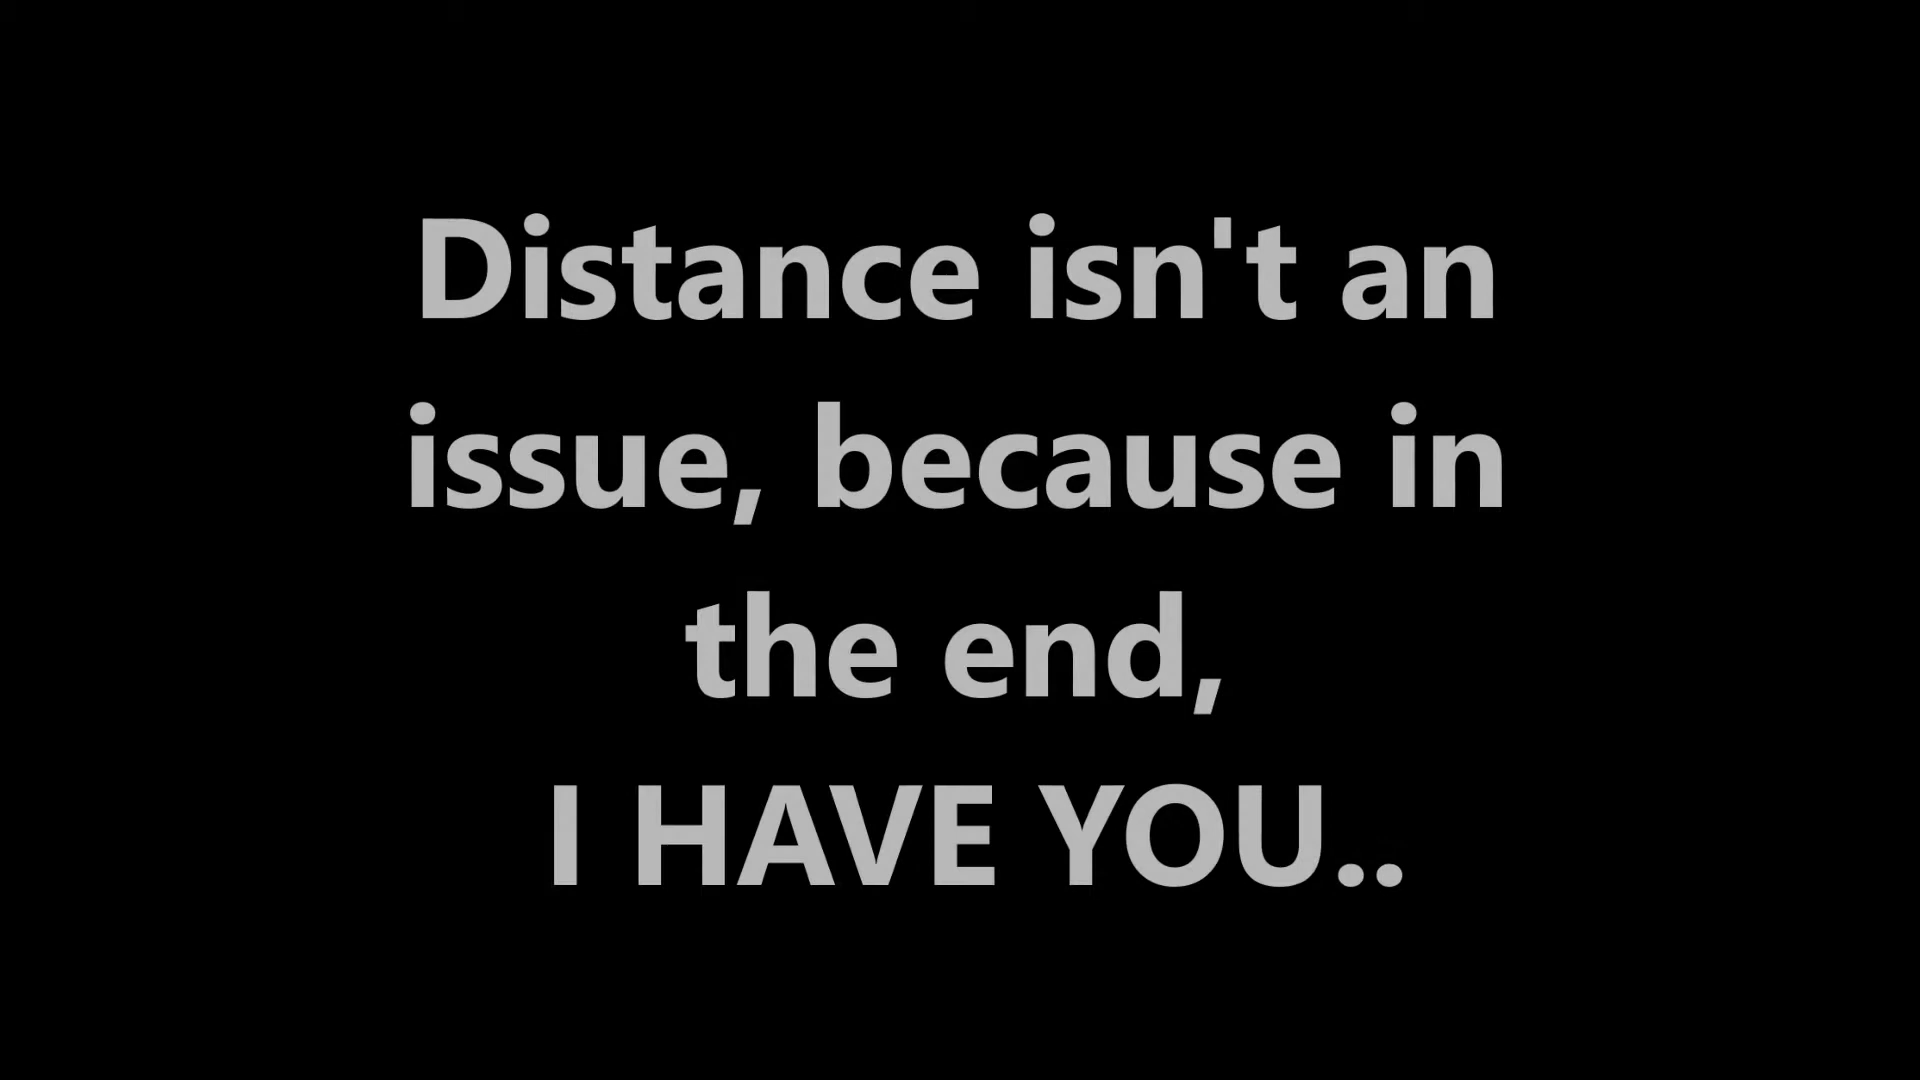 Distance isn't an
issue, because in
the end,
I HAVE YOU..